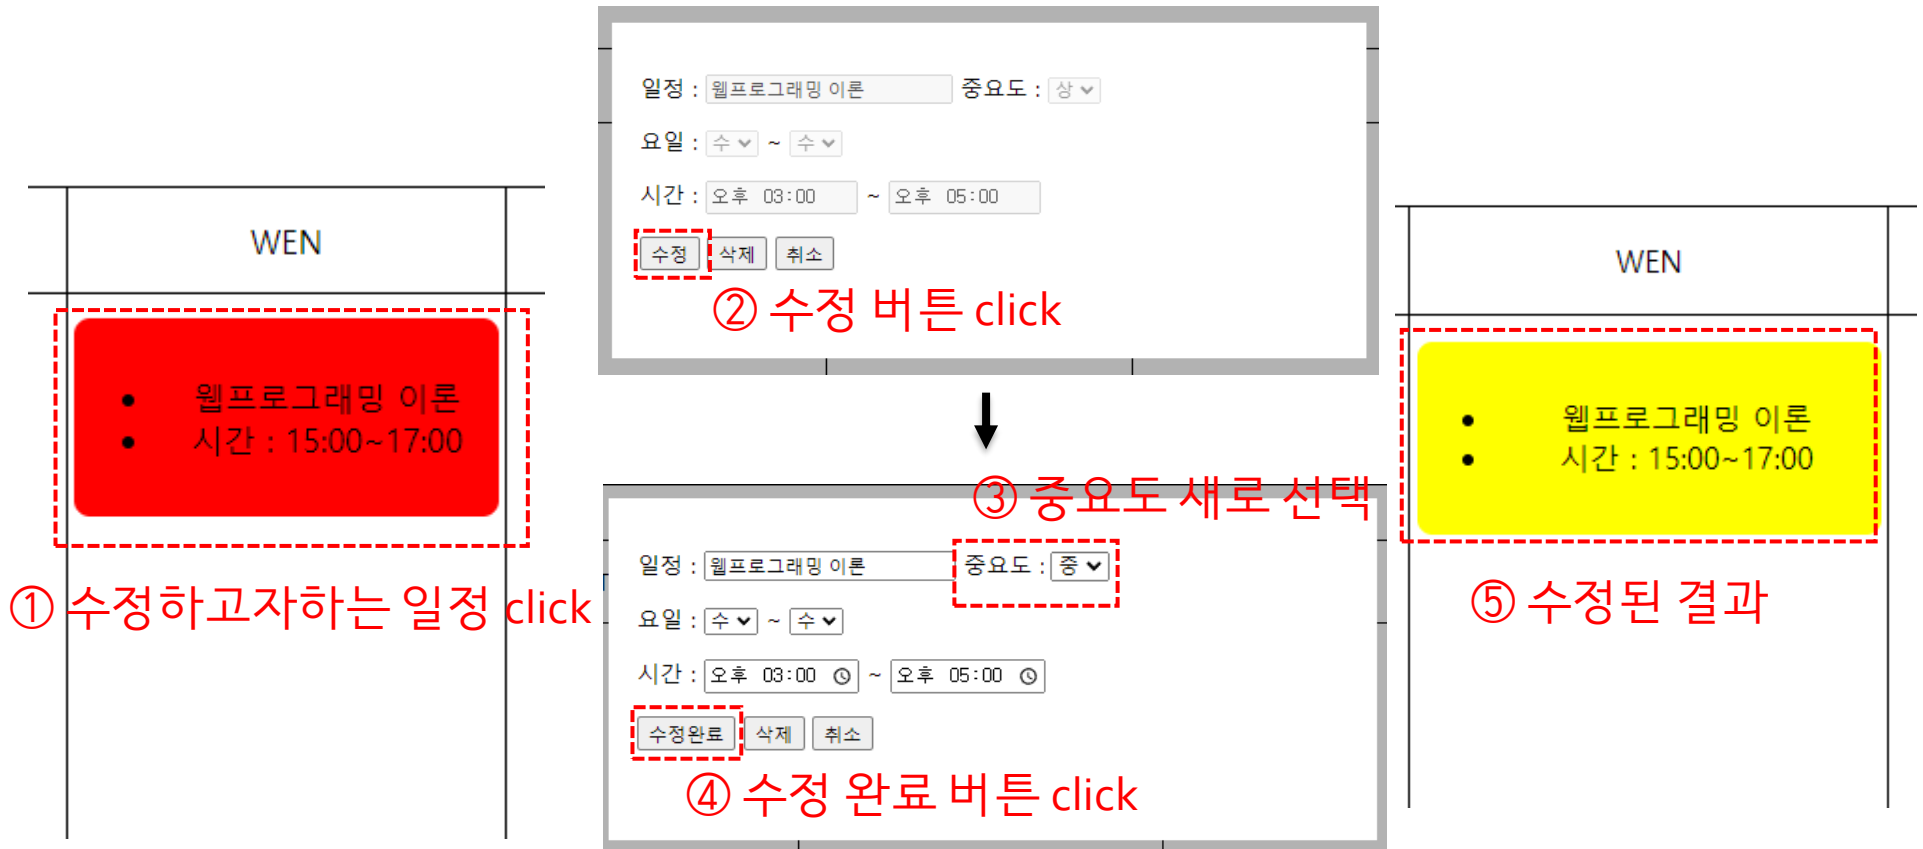 WEN
• 웹프로그래밍 이론
• 시간 : 15:00~17:00
① 수정하고자하는 일정 click
일정 : 웹프로그래밍 이론 중요도 : 상
요일 : 수 ~ 수
시간 : 오후 03:00 ~ 오후 05:00
수정 삭제 취소
② 수정 버튼 click
③ 중요도 새로 선택
일정 : 웹프로그래밍 이론 중요도 : 중
요일 : 수 ~ 수
시간 : 오후 03:00 ~ 오후 05:00
수정완료 삭제 취소
④ 수정 완료 버튼 click
WEN
• 웹프로그래밍 이론
• 시간 : 15:00~17:00
⑤ 수정된 결과